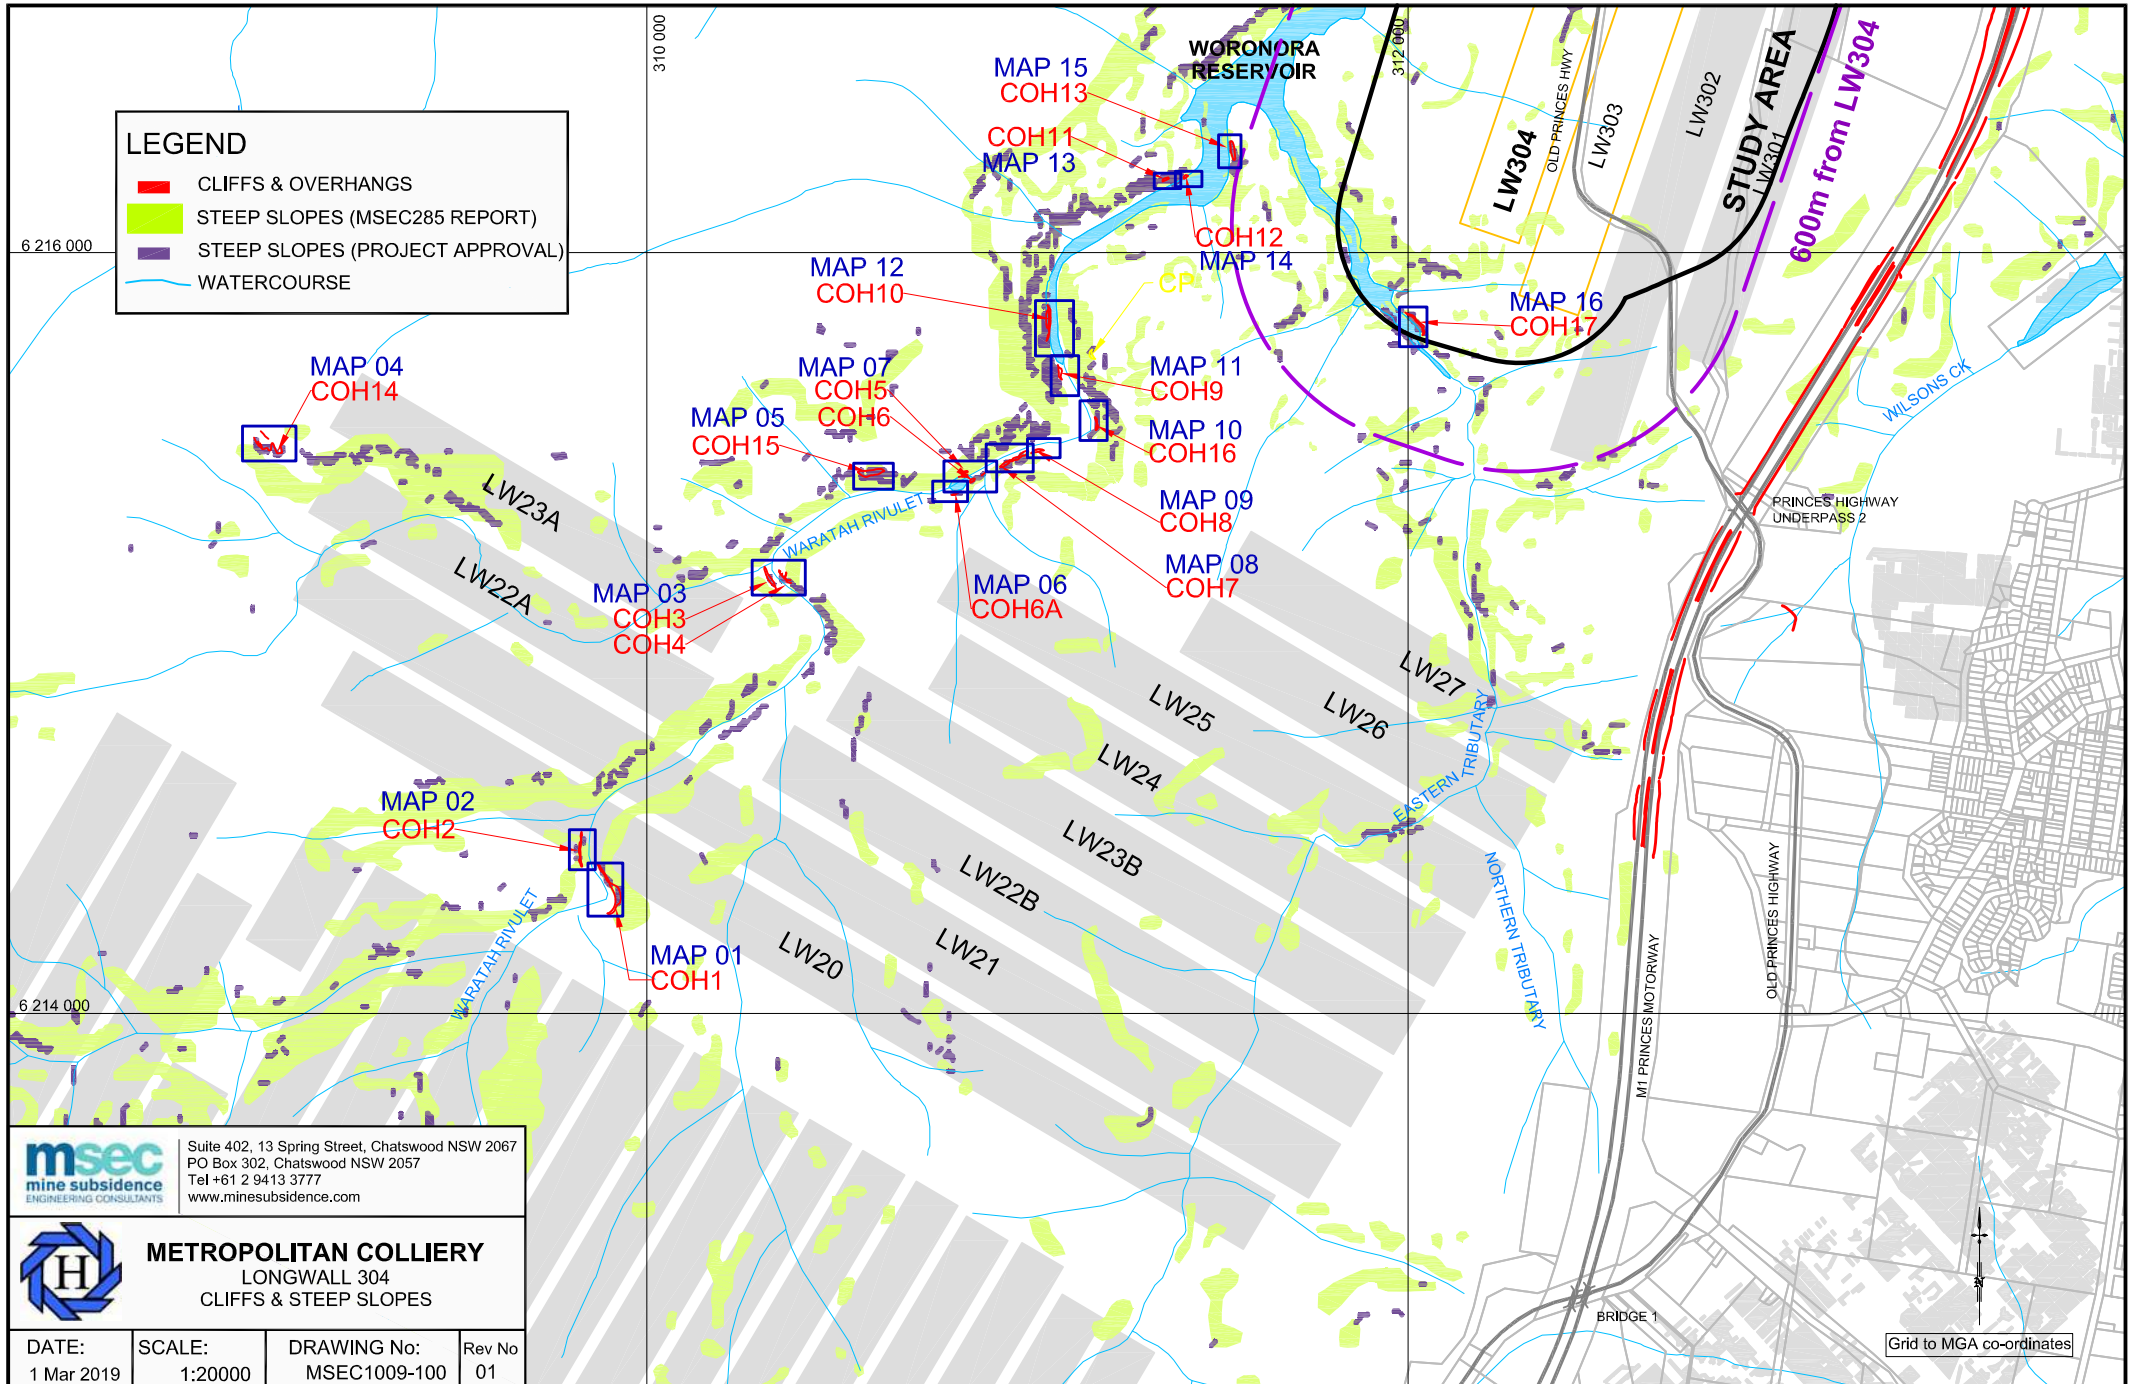 310 000
312 000
WORONORA
RESERVOIR
MAP 15
COH13
COH11
MAP 13
COH12
MAP 14
OLD PRINCES HWY
LW304
LW303
LW302
LW301
STUDY AREA
600m from LW304
LEGEND
CLIFFS & OVERHANGS
STEEP SLOPES (MSEC285 REPORT)
STEEP SLOPES (PROJECT APPROVAL)
WATERCOURSE
6 216 000
MAP 12
COH10
CP
MAP 16
COH17
MAP 04
COH14
MAP 07
COH5
COH6
MAP 11
COH9
MAP 05
COH15
MAP 10
COH16
WILSONS CK
LW23A
WARATAH RIVULET
MAP 09
COH8
PRINCES HIGHWAY
UNDERPASS 2
LW22A
MAP 03
COH3
COH4
MAP 06
COH6A
MAP 08
COH7
LW27
LW26
LW25
LW24
LW23B
LW22B
LW21
LW20
EASTERN TRIBUTARY
NORTHERN TRIBUTARY
MAP 02
COH2
WARATAH RIVULET
MAP 01
COH1
6 214 000
M1 PRINCES MOTORWAY
OLD PRINCES HIGHWAY
BRIDGE 1
Grid to MGA co-ordinates
msec
mine subsidence
ENGINEERING CONSULTANTS
Suite 402, 13 Spring Street, Chatswood NSW 2067
PO Box 302, Chatswood NSW 2057
Tel +61 2 9413 3777
www.minesubsidence.com
H
METROPOLITAN COLLIERY
LONGWALL 304
CLIFFS & STEEP SLOPES
DATE:
1 Mar 2019
SCALE:
1:20000
DRAWING No:
MSEC1009-100
Rev No
01